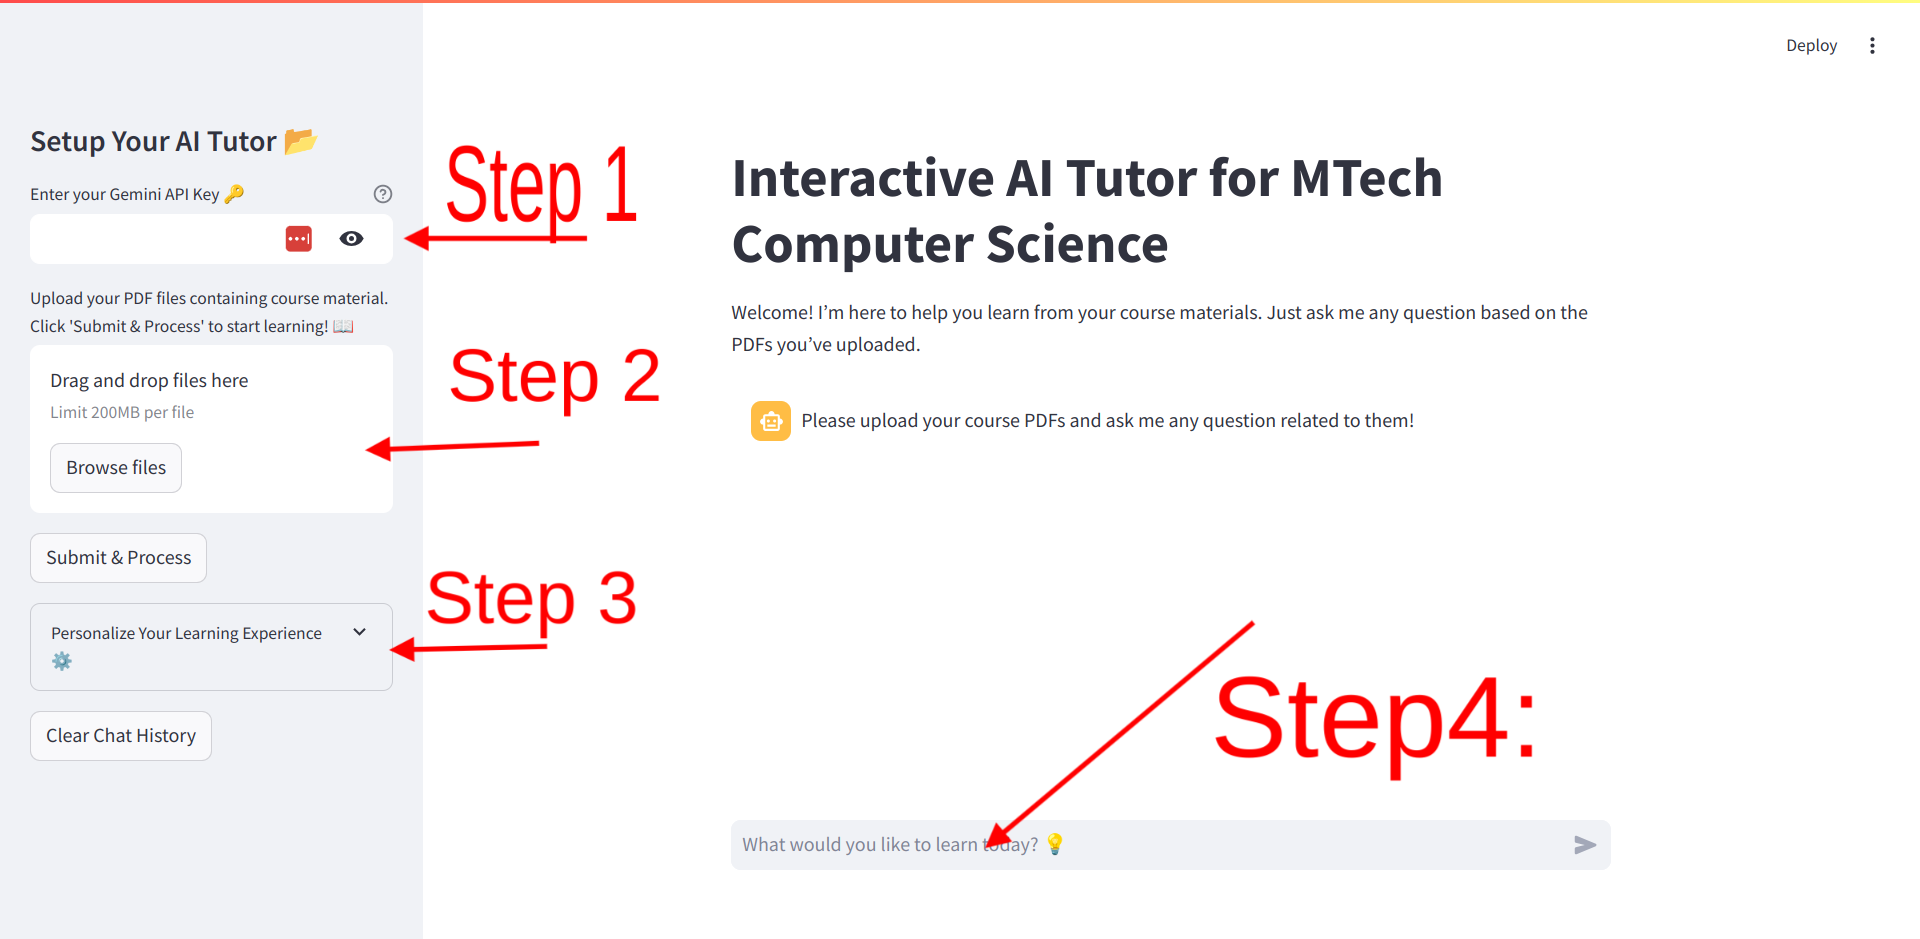 Deploy
Setup Your AI Tutor 📂
Enter your Gemini API Key 🔑
Step 1
Upload your PDF files containing course material.
Click 'Submit & Process' to start learning! 📖
Drag and drop files here
Limit 200MB per file
Browse files
Step 2
Submit & Process
Personalize Your Learning Experience
⚙️
Step 3
Clear Chat History
Interactive AI Tutor for MTech
Computer Science
Welcome! I’m here to help you learn from your course materials. Just ask me any question based on the
PDFs you’ve uploaded.
Please upload your course PDFs and ask me any question related to them!
Step4:
What would you like to learn today? 💡